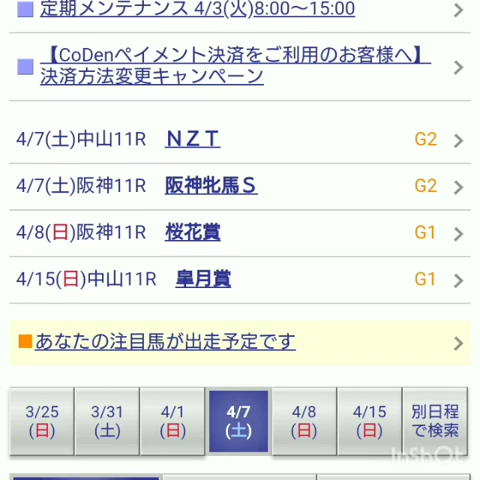 定期メンテナンス 4/3(火)8:00～15:00
【CoDenペイメント決済をご利用のお客様へ】
決済方法変更キャンペーン
4/7(土)中山11R ＮＺＴ G2
4/7(土)阪神11R 阪神牝馬Ｓ G2
4/8(日)阪神11R 桜花賞 G1
4/15(日)中山11R 皐月賞 G1
■あなたの注目馬が出走予定です
3/25 3/31 4/1 4/7 4/8 4/15 別日程
(日) (土) (日) (土) (日) (日) で検索
InShOt